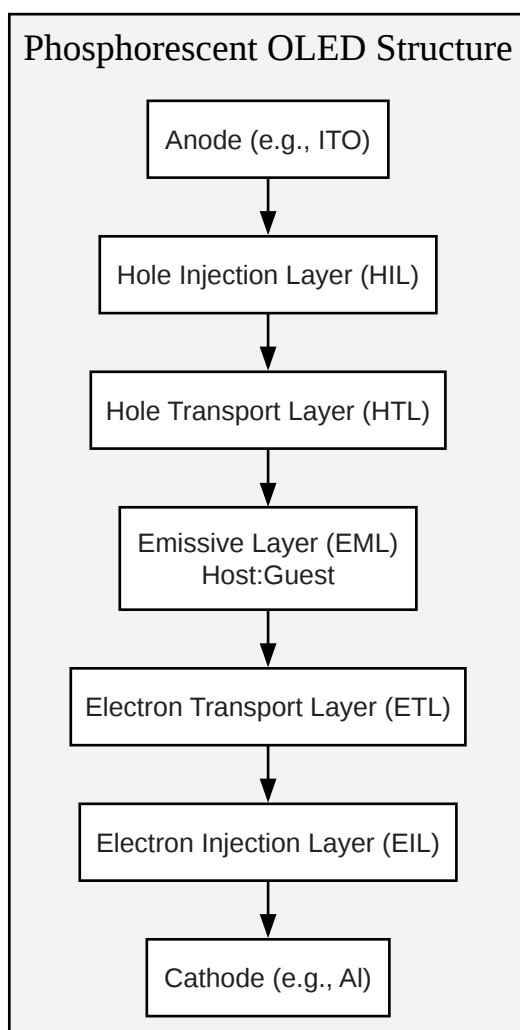 Phosphorescent OLED Structure
Anode (e.g., ITO)
Hole Injection Layer (HIL)
Hole Transport Layer (HTL)
Emissive Layer (EML)
Host:Guest
Electron Transport Layer (ETL)
Electron Injection Layer (EIL)
Cathode (e.g., Al)